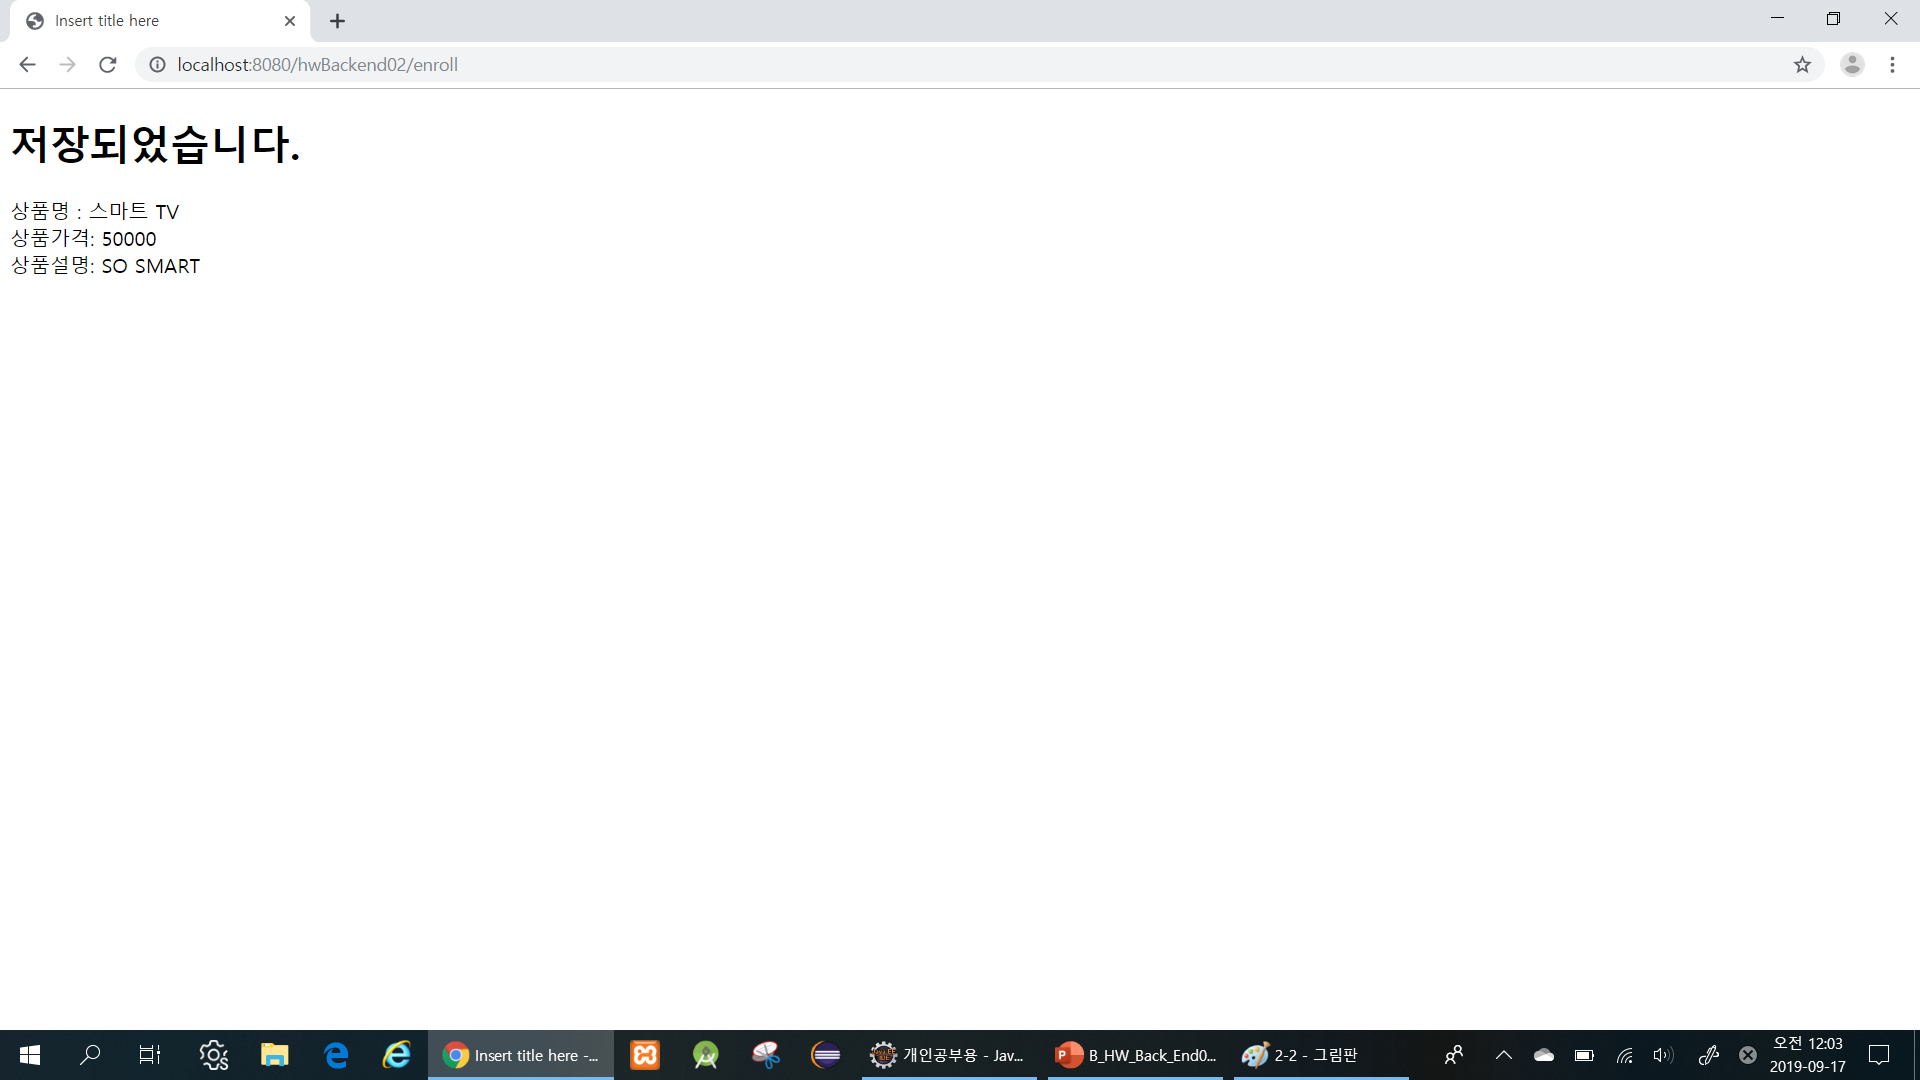 Insert title here
localhost:8080/hwBackend02/enroll
저장되었습니다.
상품명 : 스마트 TV
상품가격: 50000
상품설명: SO SMART
Insert title here -...
개인공부용 - Jav...
B_HW_Back_End0...
2-2 - 그림판
오전 12:03
2019-09-17